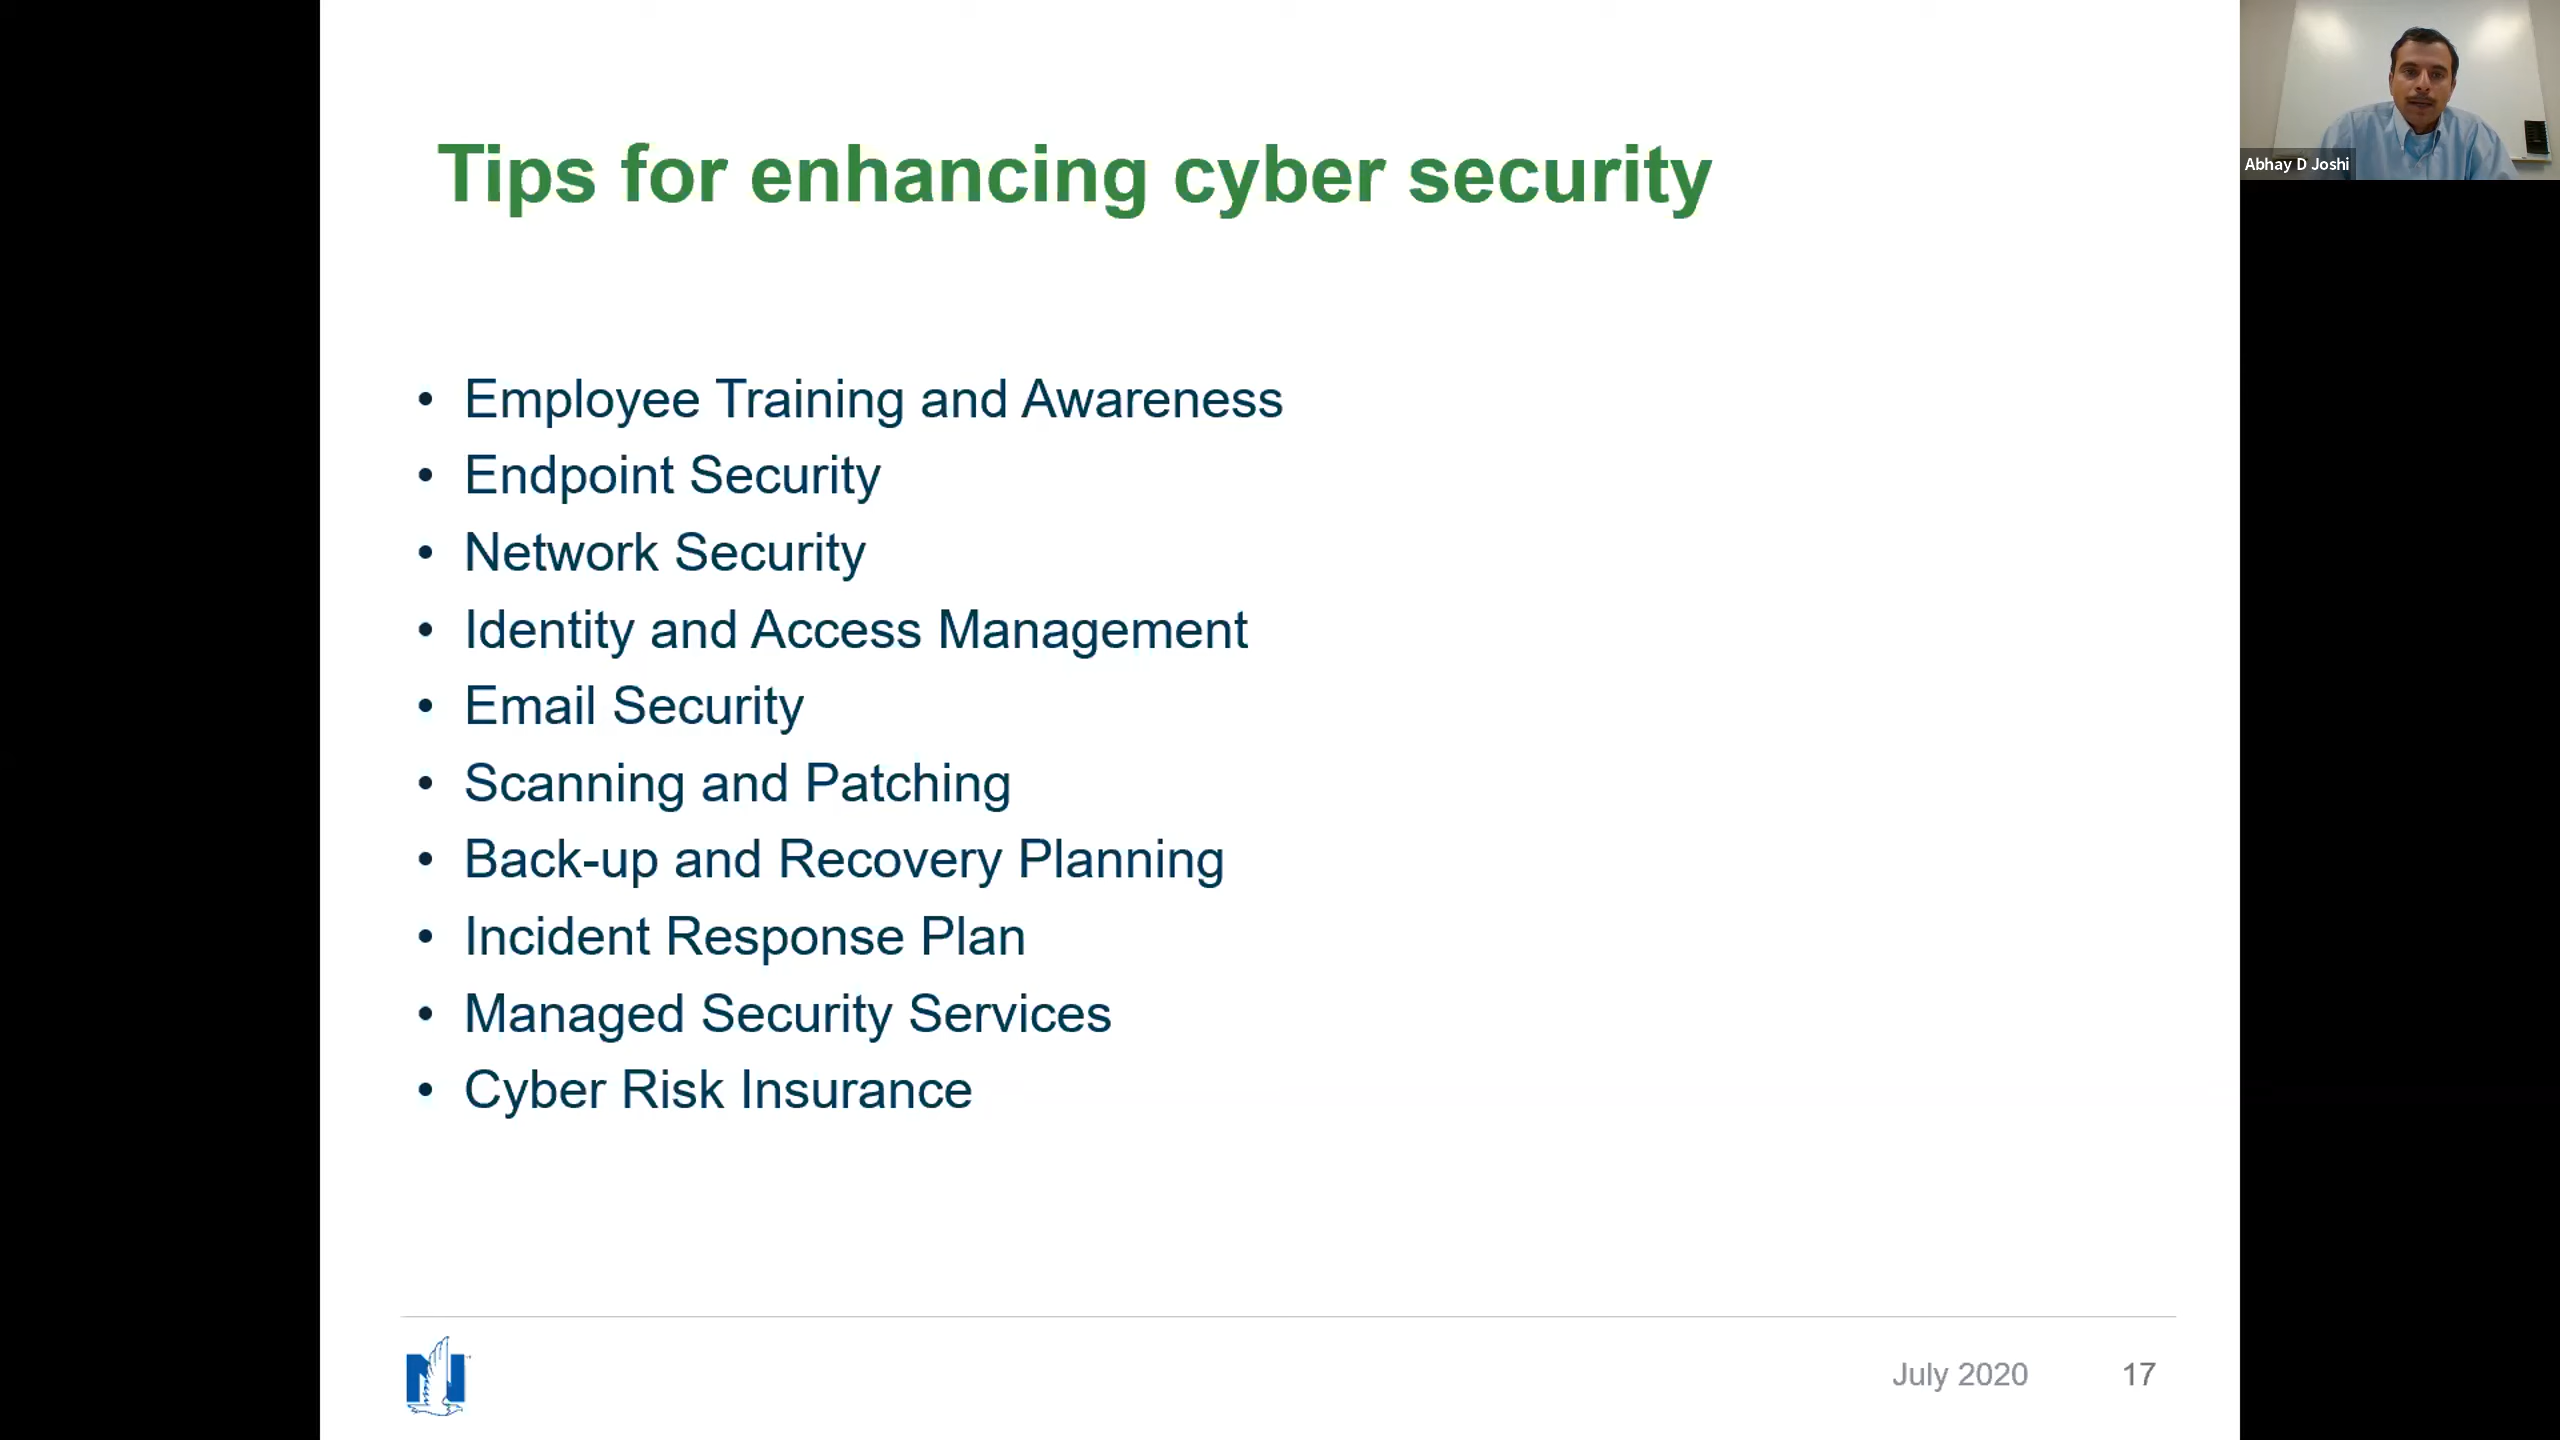 Abhay D Joshi
Tips for enhancing cyber security
• Employee Training and Awareness
• Endpoint Security
• Network Security
• Identity and Access Management
• Email Security
• Scanning and Patching
• Back-up and Recovery Planning
• Incident Response Plan
• Managed Security Services
• Cyber Risk Insurance
N
July 2020 17